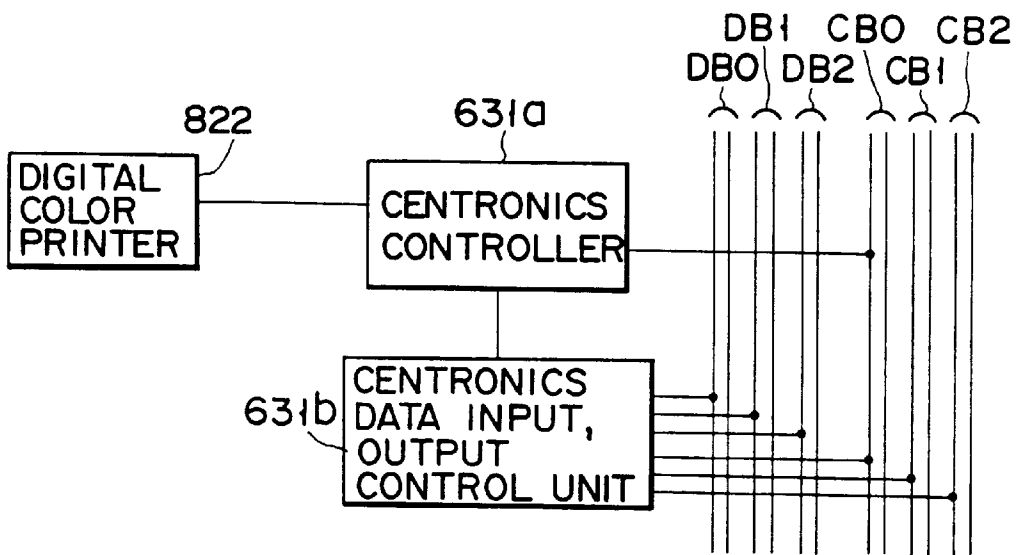 DB1 CB0 CB2
DB0 DB2 CB1
822
631a
DIGITAL
COLOR
PRINTER
CENTRONICS
CONTROLLER
631b
CENTRONICS
DATA INPUT,
OUTPUT
CONTROL UNIT